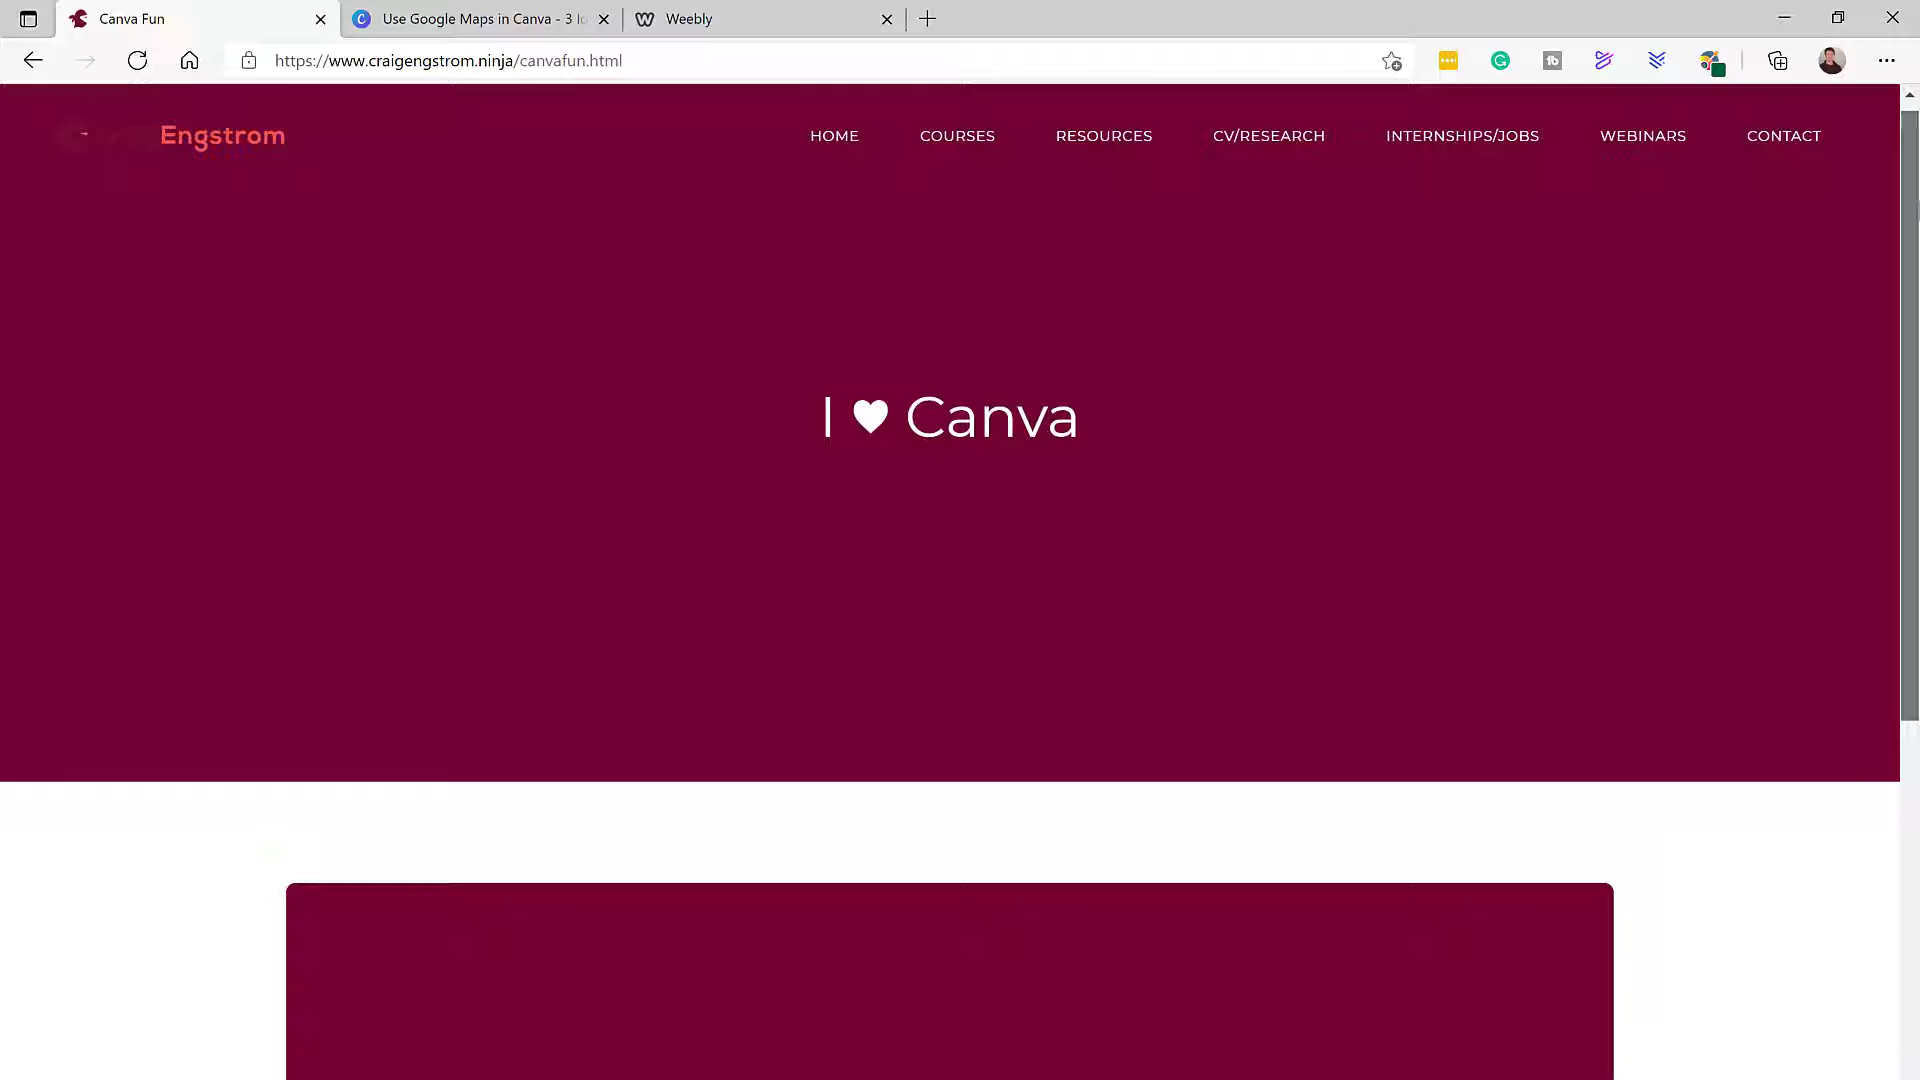 Canva Fun
Use Google Maps in Canva - 3 lo
Weebly
https://www.craigengstrom.ninja/canvafun.html
Engstrom
HOME
COURSES
RESOURCES
CV/RESEARCH
INTERNSHIPS/JOBS
WEBINARS
CONTACT
I ♥ Canva